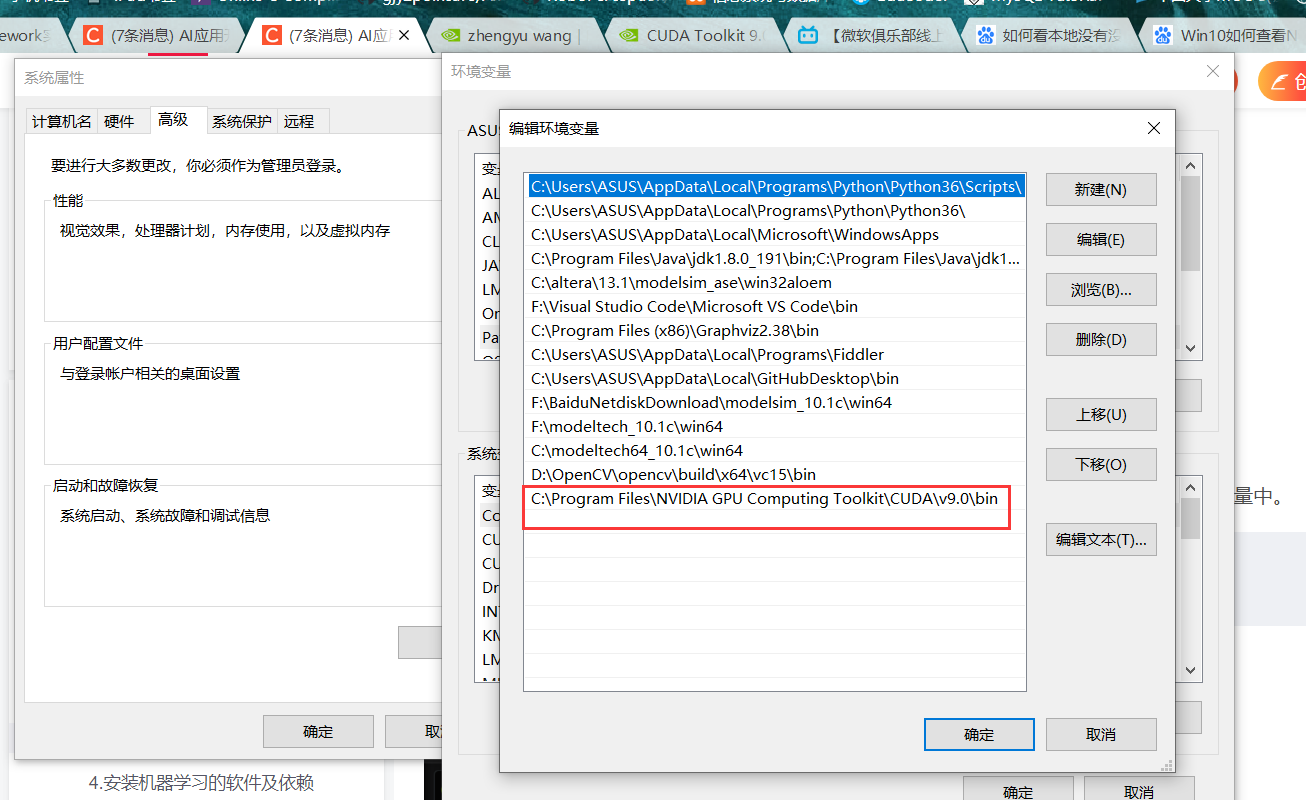 ework
(7条消息) AI应用
(7条消息) AI应
zhengyu wang |
CUDA Toolkit 9.
【微软俱乐部线上
如何看本地没有没
Win10如何查看N
系统属性
计算机名
硬件
高级
系统保护
远程
要进行大多数更改，你必须作为管理员登录。
性能
视觉效果，处理器计划，内存使用，以及虚拟内存
用户配置文件
与登录帐户相关的桌面设置
启动和故障恢复
系统启动、系统故障和调试信息
确定
取
4.安装机器学习的软件及依赖
环境变量
ASUS
变
AL
CL
JA
LM
Or
Pa
系统
变
Co
CU
CU
Dr
KM
LM
确定
取消
编辑环境变量
C:\Users\ASUS\AppData\Local\Programs\Python\Python36\Scripts\
C:\Users\ASUS\AppData\Local\Programs\Python\Python36\
C:\Users\ASUS\AppData\Local\Microsoft\WindowsApps
C:\Program Files\Java\jdk1.8.0_191\bin;C:\Program Files\Java\jdk1...
C:\altera\13.1\modelsim_ase\win32aloem
F:\Visual Studio Code\Microsoft VS Code\bin
C:\Program Files (x86)\Graphviz2.38\bin
C:\Users\ASUS\AppData\Local\Programs\Fiddler
C:\Users\ASUS\AppData\Local\GitHubDesktop\bin
F:\BaiduNetdiskDownload\modelsim_10.1c\win64
F:\modeltech_10.1c\win64
C:\modeltech64_10.1c\win64
D:\OpenCV\opencv\build\x64\vc15\bin
C:\Program Files\NVIDIA GPU Computing Toolkit\CUDA\v9.0\bin
新建(N)
编辑(E)
浏览(B)...
删除(D)
上移(U)
下移(O)
编辑文本(T)...
确定
取消
创
量中。